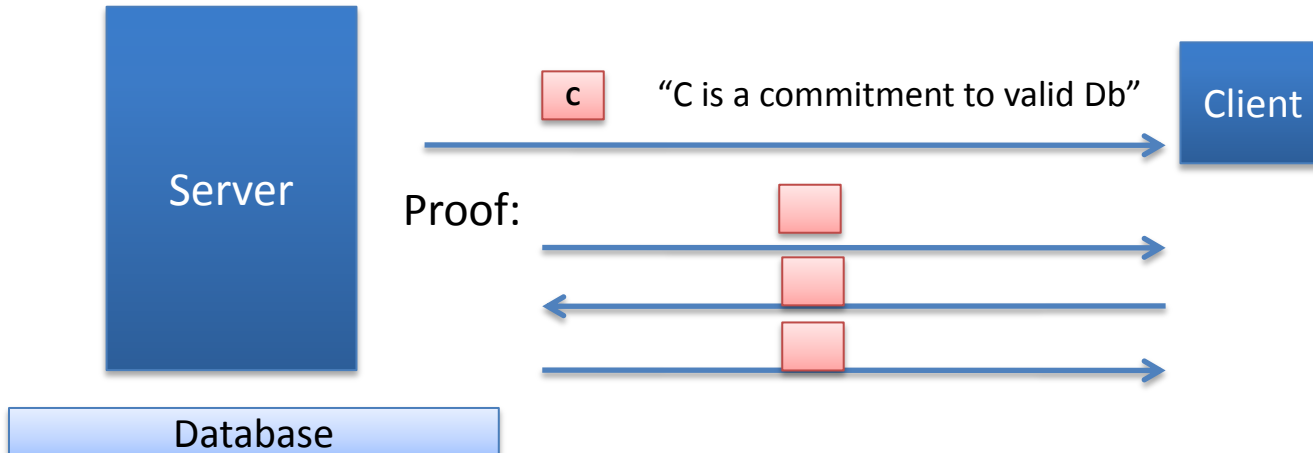 C
“C is a commitment to valid Db”
Client
Server
Proof:
Database